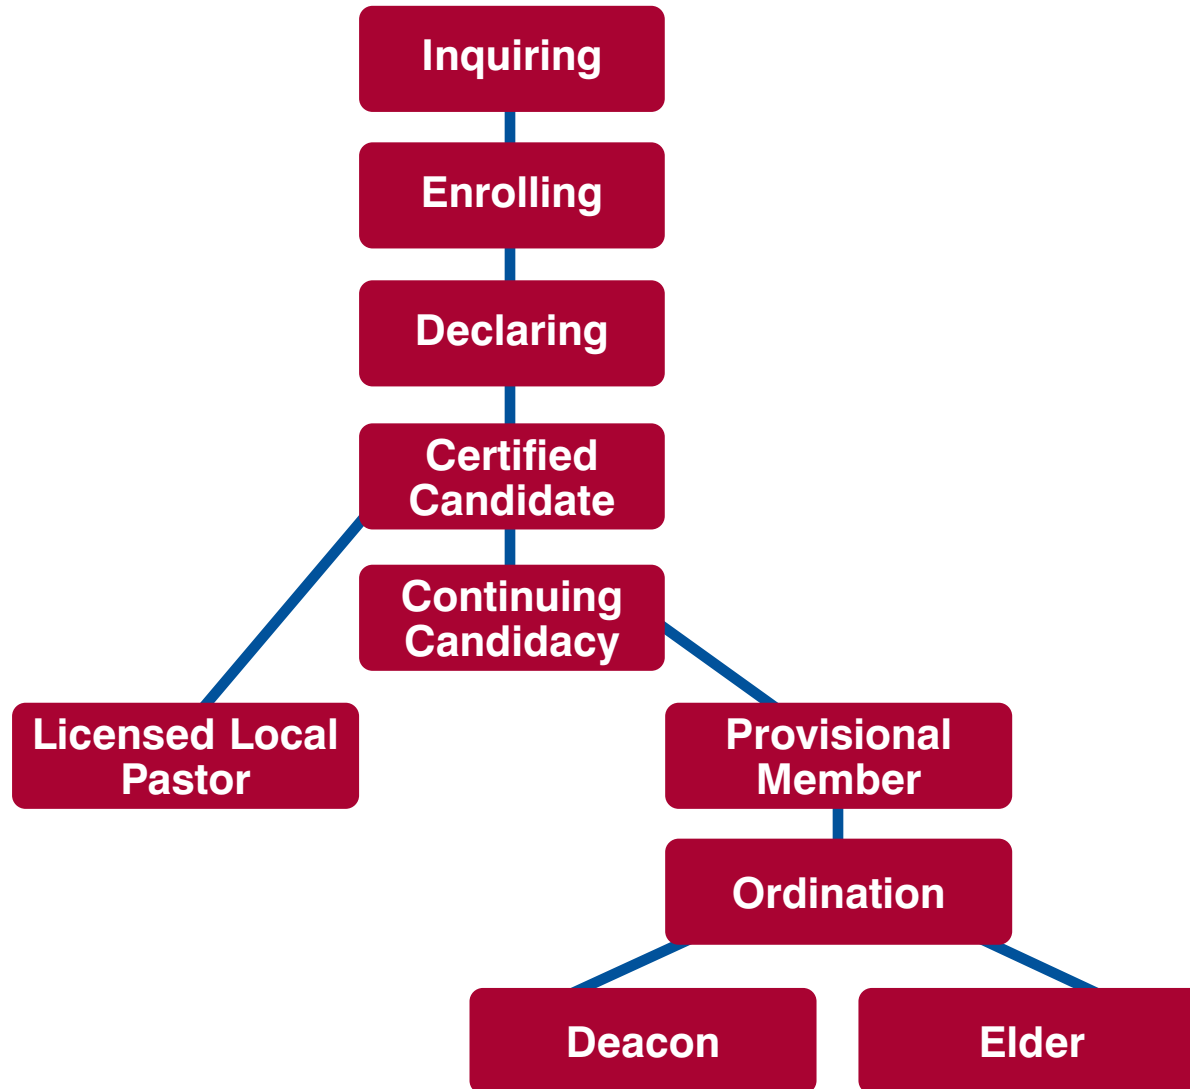 Inquiring
Enrolling
Declaring
Certified
Candidate
Continuing
Candidacy
Licensed Local
Pastor
Provisional
Member
Ordination
Deacon
Elder